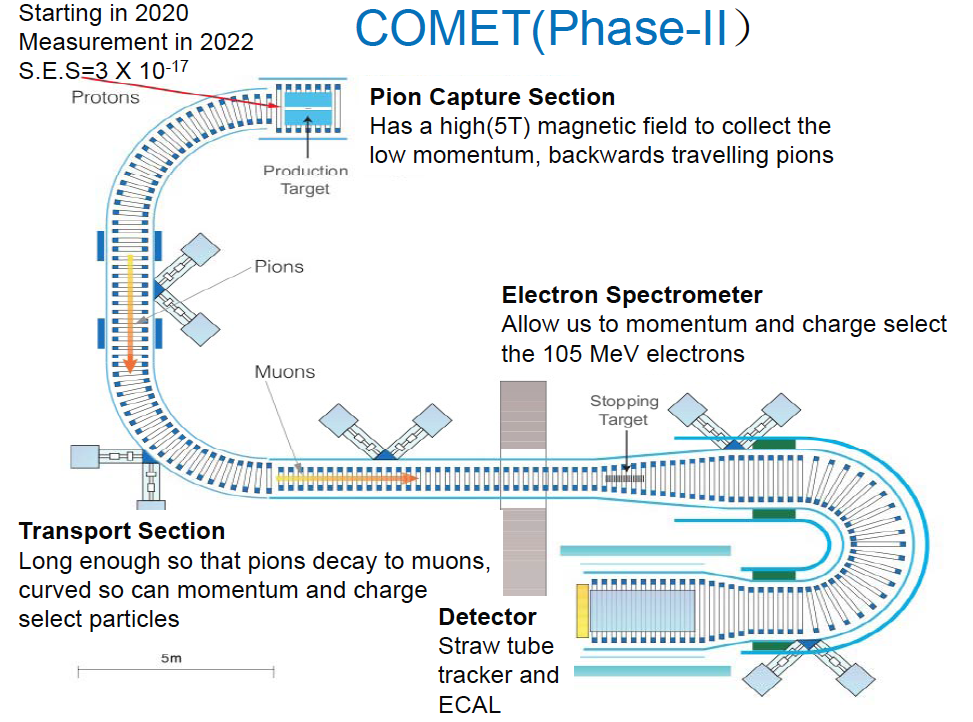 Starting in 2020
Measurement in 2022
S.E.S=3 X 10-17
COMET(Phase-II）
Protons
Pion Capture Section
Has a high(5T) magnetic field to collect the
low momentum, backwards travelling pions
Production
Target
Pions
Electron Spectrometer
Allow us to momentum and charge select
the 105 MeV electrons
Muons
Stopping
Target
Transport Section
Long enough so that pions decay to muons,
curved so can momentum and charge
select particles
Detector
Straw tube
tracker and
ECAL
5m